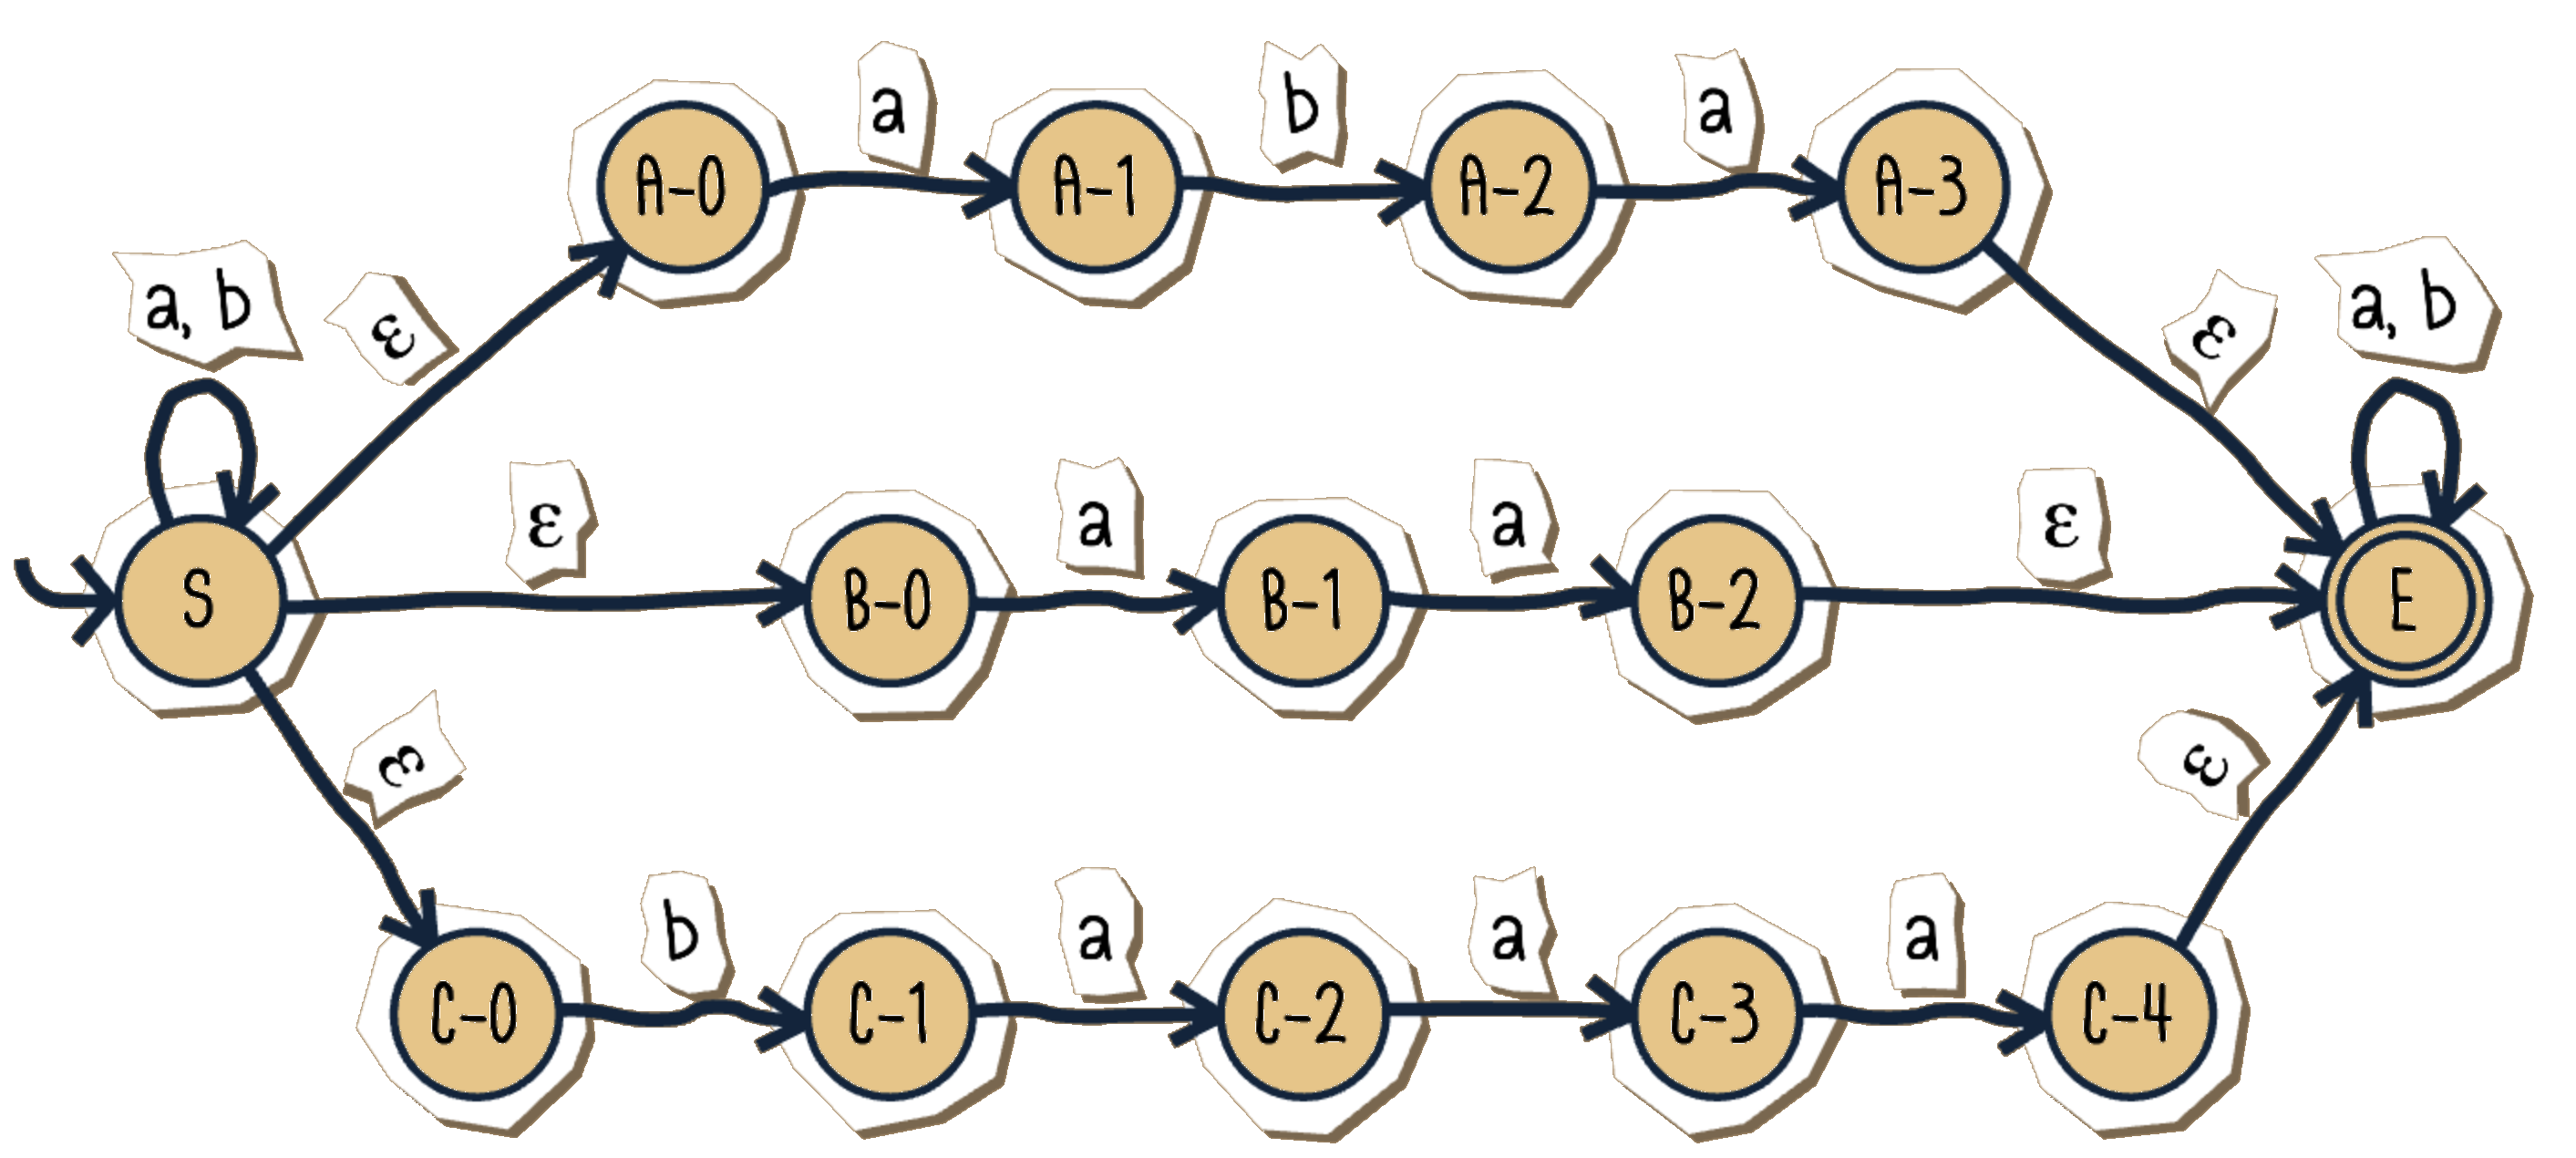 a b a
A-0 A-1 A-2 A-3
a, b ε ε a, b
ε a a ε
S B-0 B-1 B-2 E
ε ε
b a a a
C-0 C-1 C-2 C-3 C-4